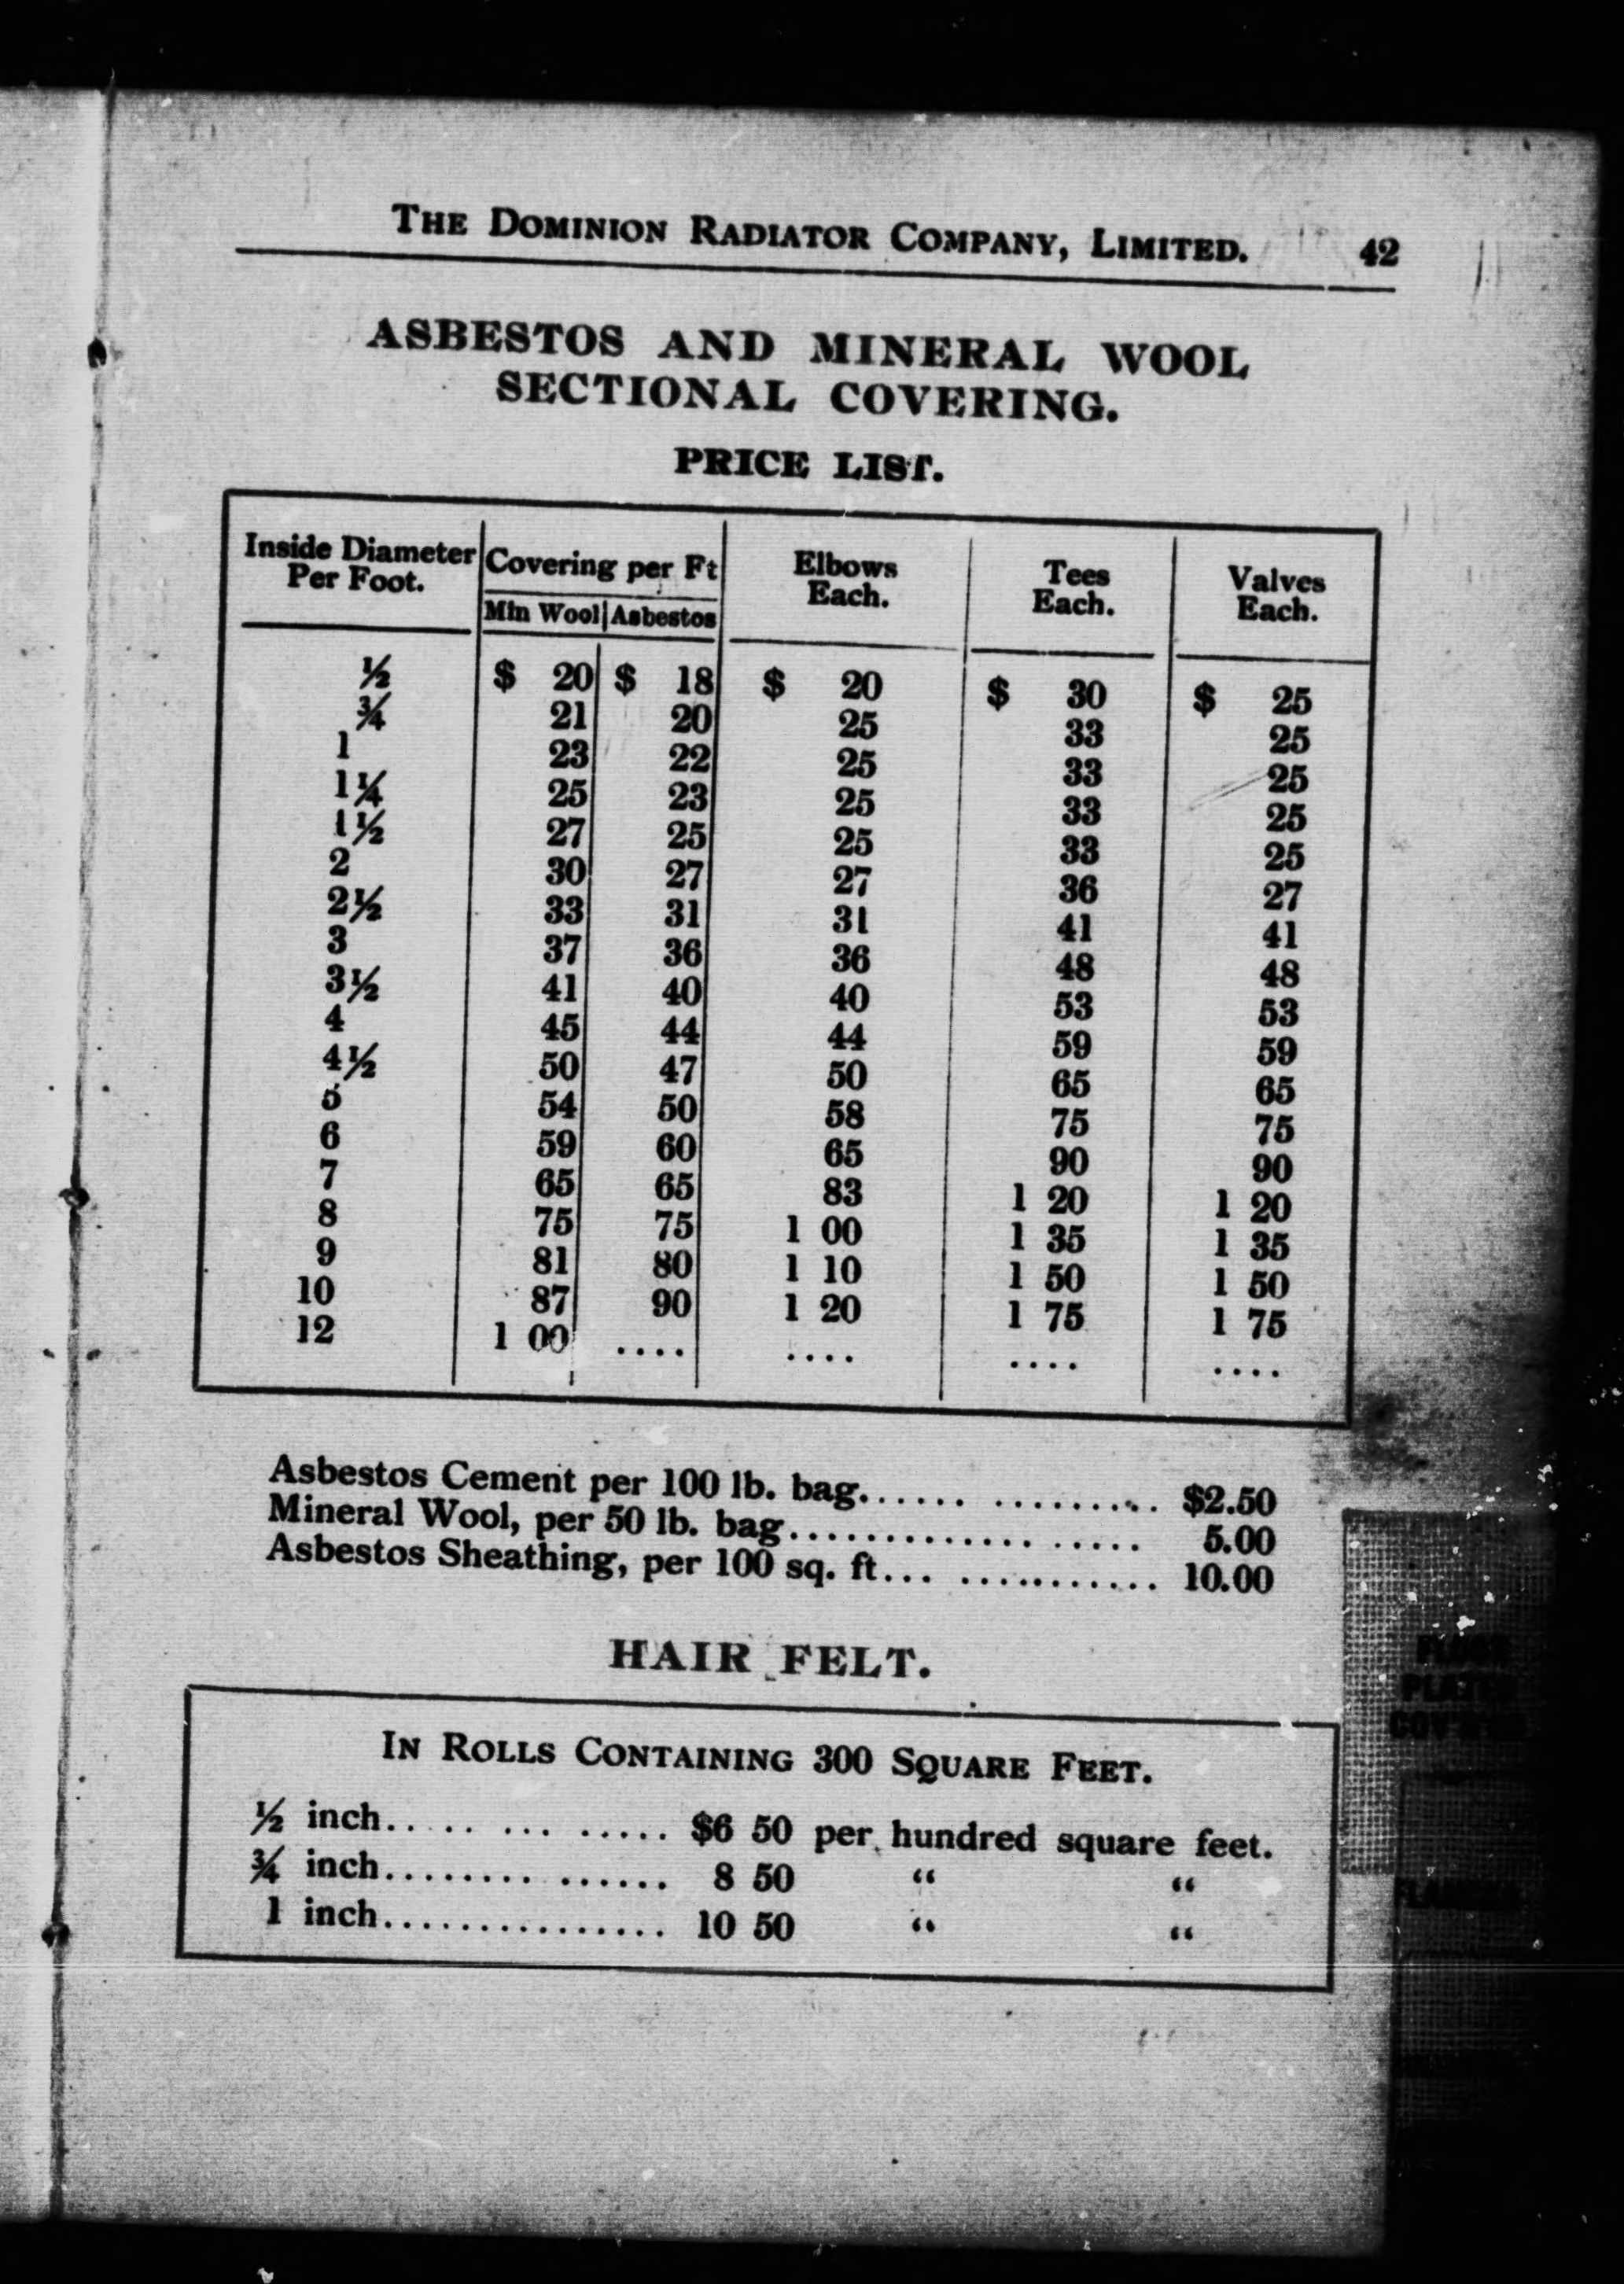 THE DOMINION RADIATOR COMPANY, LIMITED. 42
ASBESTOS AND MINERAL WOOL
SECTIONAL COVERING.
PRICE LIST.
Inside Diameter Per Foot. Covering per Ft Elbows Each. Tees Each. Valves Each.
Min Wool Asbestos
½ $ 20 $ 18 $ 20 $ 30 $ 25
¾ 21 20 25 33 25
1 23 22 25 33 25
1¼ 25 23 25 33 25
1½ 27 25 25 33 25
2 30 27 27 36 27
2½ 33 31 31 41 41
3 37 36 36 48 48
3½ 41 40 40 53 53
4 45 44 44 59 59
4½ 50 47 50 65 65
5 54 50 58 75 75
6 59 60 65 90 90
7 65 65 83 1 20 1 20
8 75 75 1 00 1 35 1 35
9 81 80 1 10 1 50 1 50
10 87 90 1 20 1 75 1 75
12 1 00 .... .... .... ....
Asbestos Cement per 100 lb. bag...... ......... $2.50
Mineral Wool, per 50 lb. bag............. ..... 5.00
Asbestos Sheathing, per 100 sq. ft... ........... 10.00
HAIR FELT.
IN ROLLS CONTAINING 300 SQUARE FEET.
½ inch..... ... ..... $6 50 per hundred square feet.
¾ inch........ ...... 8 50 “ “
1 inch............... 10 50 “ “
PLATES